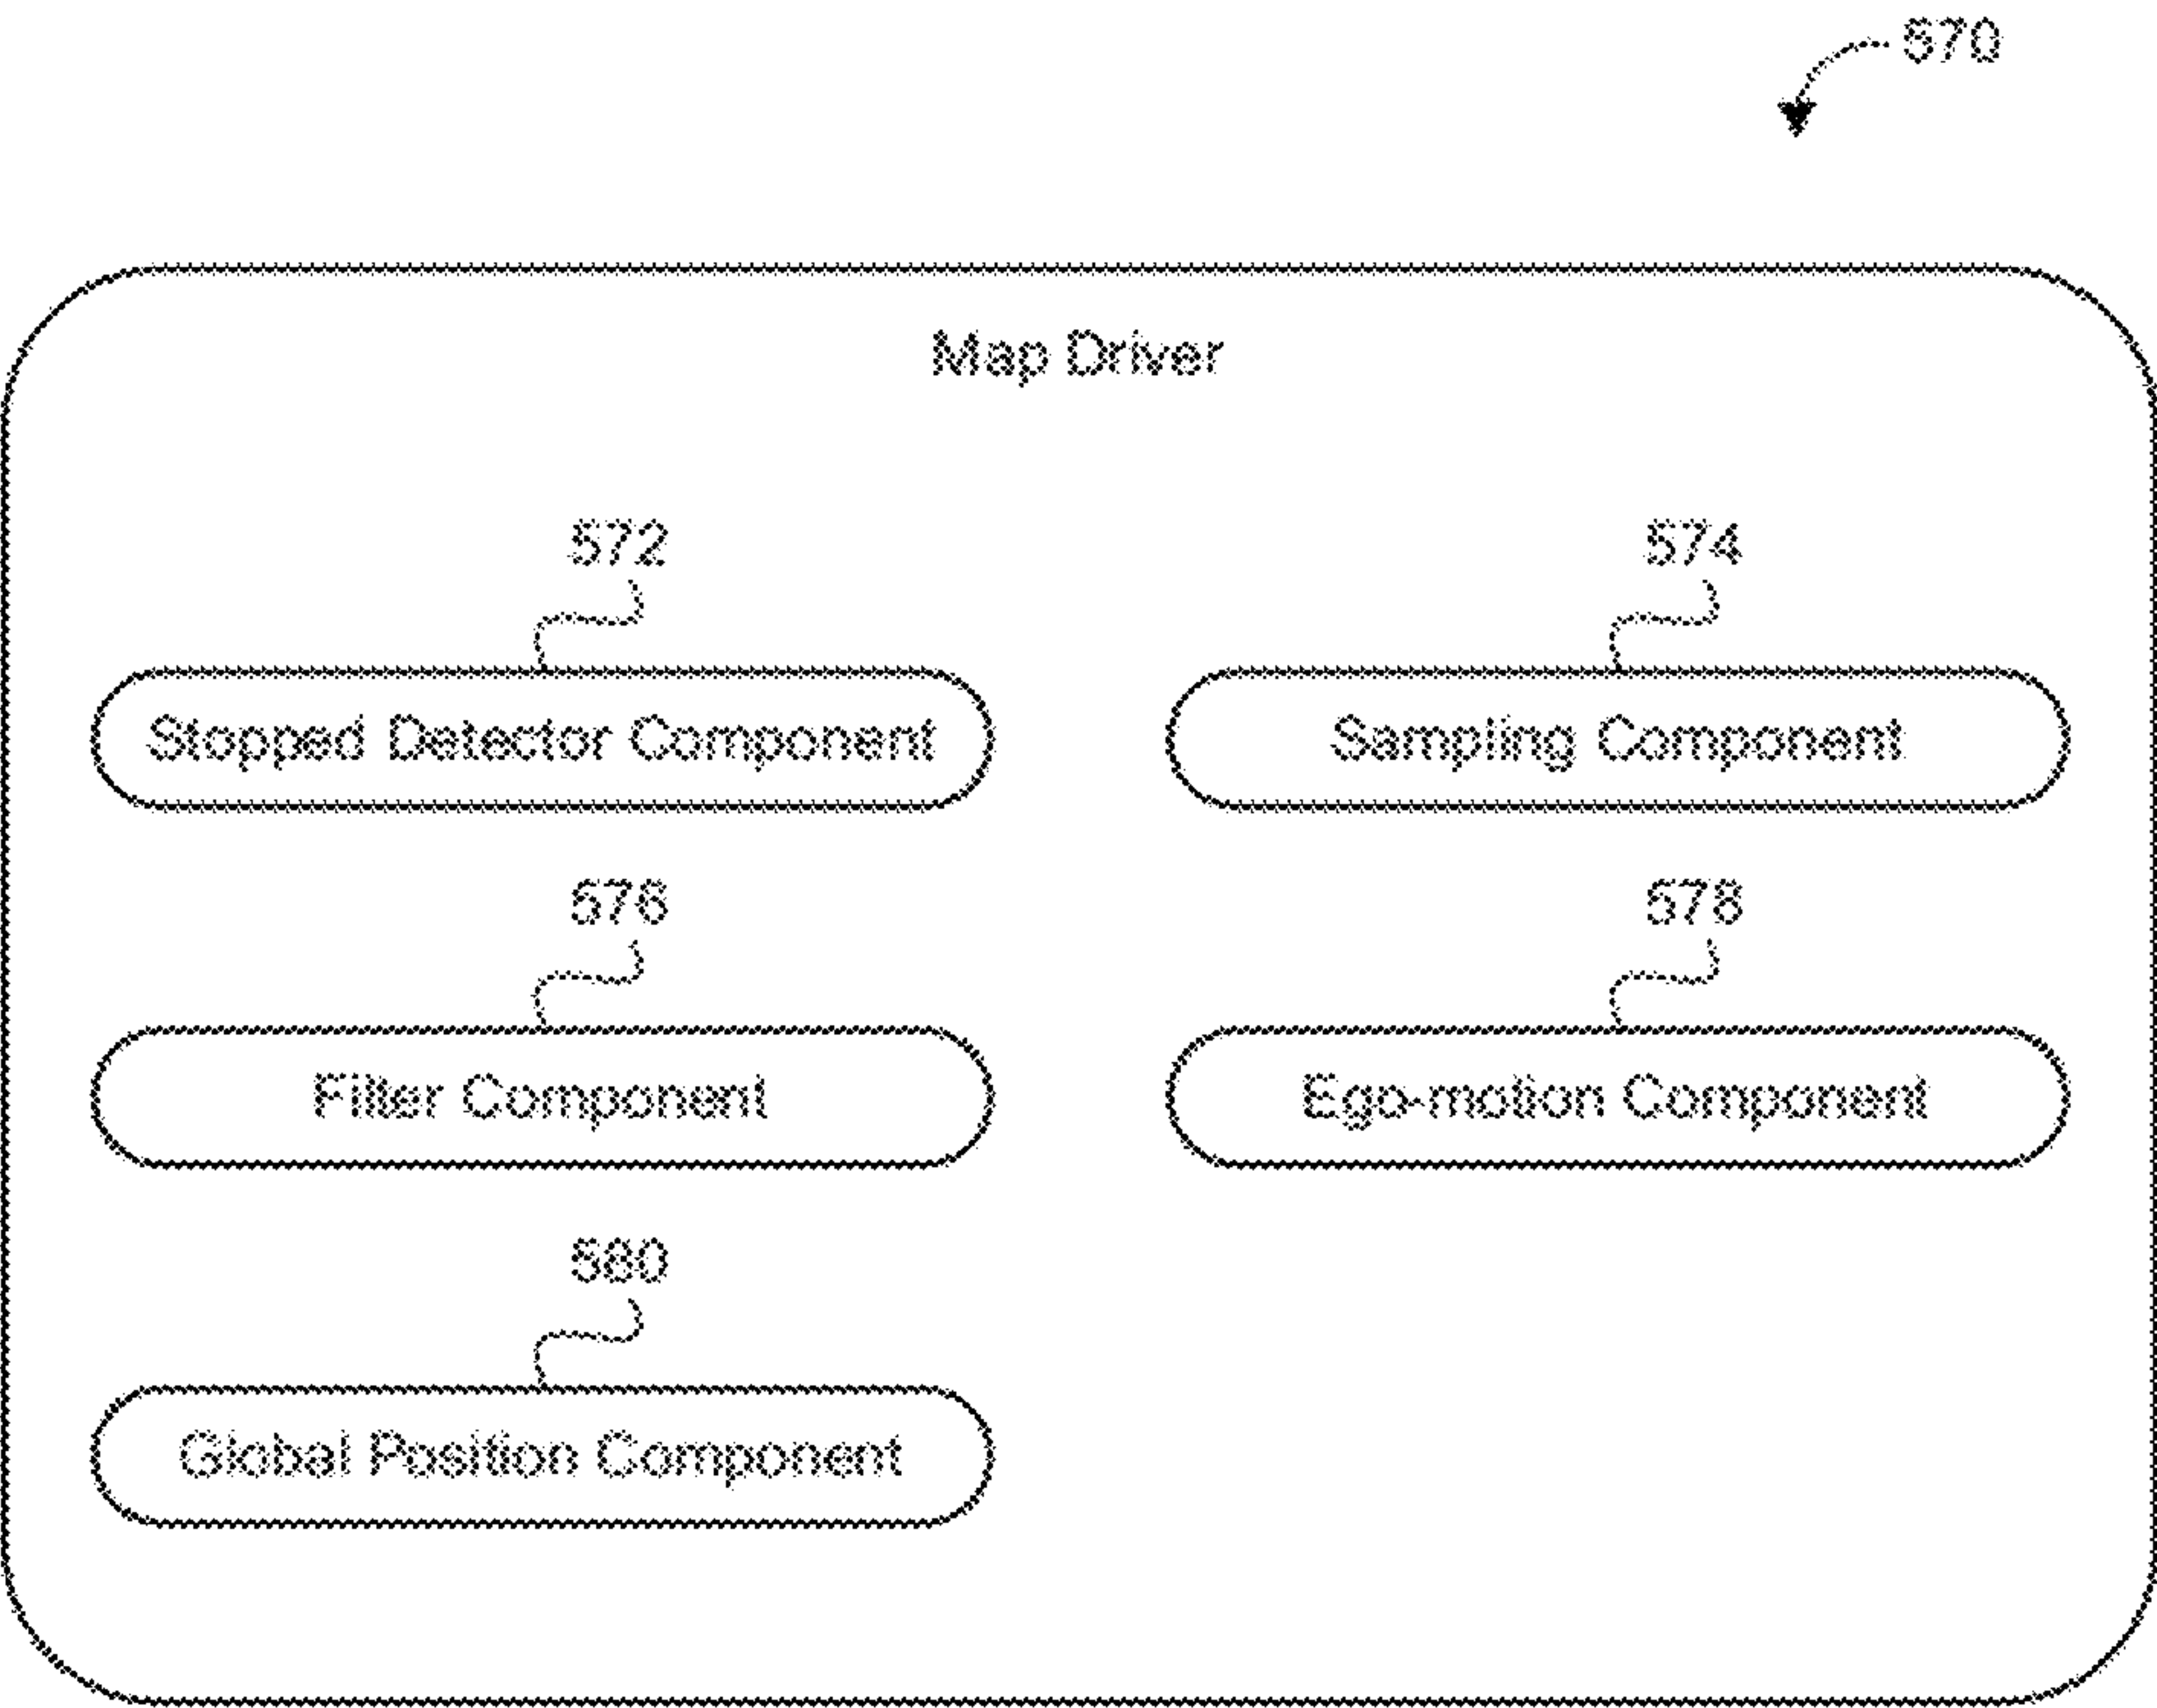 570
Map Driver
572
574
Stopped Detector Component
Sampling Component
576
578
Filter Component
Ego-motion Component
580
Global Position Component